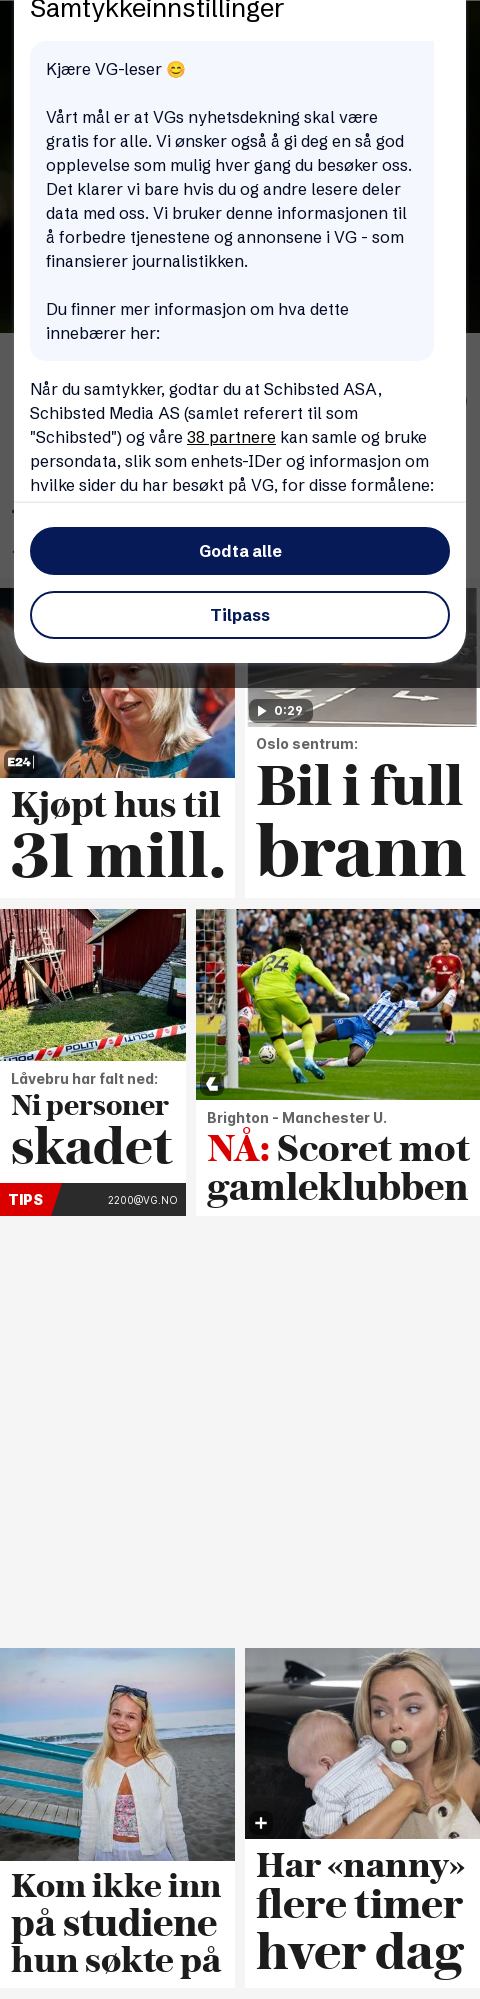 Samtykkeinnstillinger
Kjære VG-leser 😊
Vårt mål er at VGs nyhetsdekning skal være
gratis for alle. Vi ønsker også å gi deg en så god
opplevelse som mulig hver gang du besøker oss.
Det klarer vi bare hvis du og andre lesere deler
data med oss. Vi bruker denne informasjonen til
å forbedre tjenestene og annonsene i VG - som
finansierer journalistikken.
Du finner mer informasjon om hva dette
innebærer her:
Når du samtykker, godtar du at Schibsted ASA,
Schibsted Media AS (samlet referert til som
"Schibsted") og våre 38 partnere kan samle og bruke
persondata, slik som enhets-IDer og informasjon om
hvilke sider du har besøkt på VG, for disse formålene:
Godta alle
Tilpass
E24
Kjøpt hus til
31 mill.
0:29
Oslo sentrum:
Bil i full
brann
POLITI POLITI POLITI
Låvebru har falt ned:
Ni personer
skadet
TIPS 2200@VG.NO
24
Brighton - Manchester U.
NÅ: Scoret mot
gamleklubben
Kom ikke inn
på studiene
hun søkte på
Har «nanny»
flere timer
hver dag